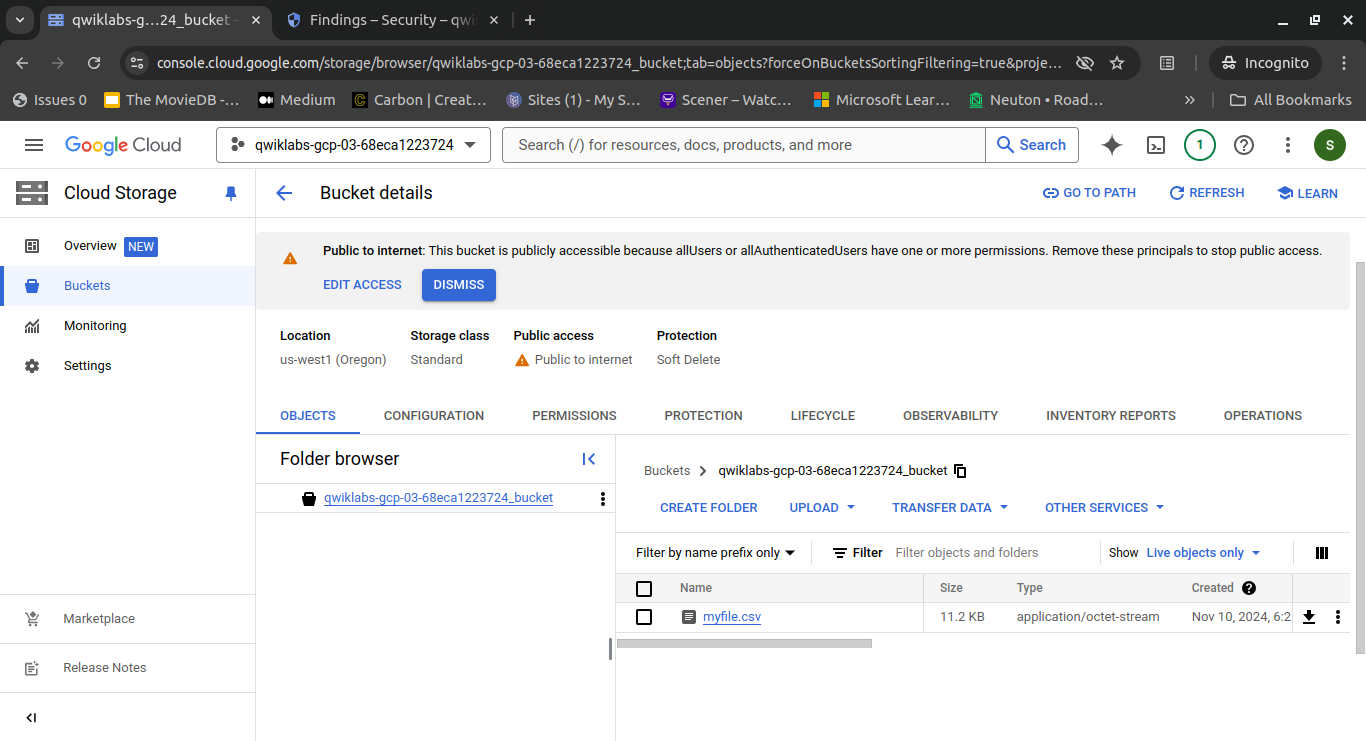 qwiklabs-g…24_bucket –
Findings – Security – qwi
console.cloud.google.com/storage/browser/qwiklabs-gcp-03-68eca1223724_bucket;tab=objects?forceOnBucketsSortingFiltering=true&proje…
Incognito
Issues 0
The MovieDB -…
Medium
Carbon | Creat…
Sites (1) - My S…
Scener – Watc…
Microsoft Lear…
Neuton • Road…
»
All Bookmarks
Google Cloud
qwiklabs-gcp-03-68eca1223724
Search (/) for resources, docs, products, and more
Search
1
S
Cloud Storage
Bucket details
GO TO PATH
REFRESH
LEARN
Overview NEW
Buckets
Monitoring
Settings
Marketplace
Release Notes
Public to internet: This bucket is publicly accessible because allUsers or allAuthenticatedUsers have one or more permissions. Remove these principals to stop public access.
EDIT ACCESS
DISMISS
Location
Storage class
Public access
Protection
us-west1 (Oregon)
Standard
Public to internet
Soft Delete
OBJECTS
CONFIGURATION
PERMISSIONS
PROTECTION
LIFECYCLE
OBSERVABILITY
INVENTORY REPORTS
OPERATIONS
Folder browser
qwiklabs-gcp-03-68eca1223724_bucket
Buckets
qwiklabs-gcp-03-68eca1223724_bucket
CREATE FOLDER
UPLOAD
TRANSFER DATA
OTHER SERVICES
Filter by name prefix only
Filter
Filter objects and folders
Show
Live objects only
Name
Size
Type
Created
myfile.csv
11.2 KB
application/octet-stream
Nov 10, 2024, 6:2